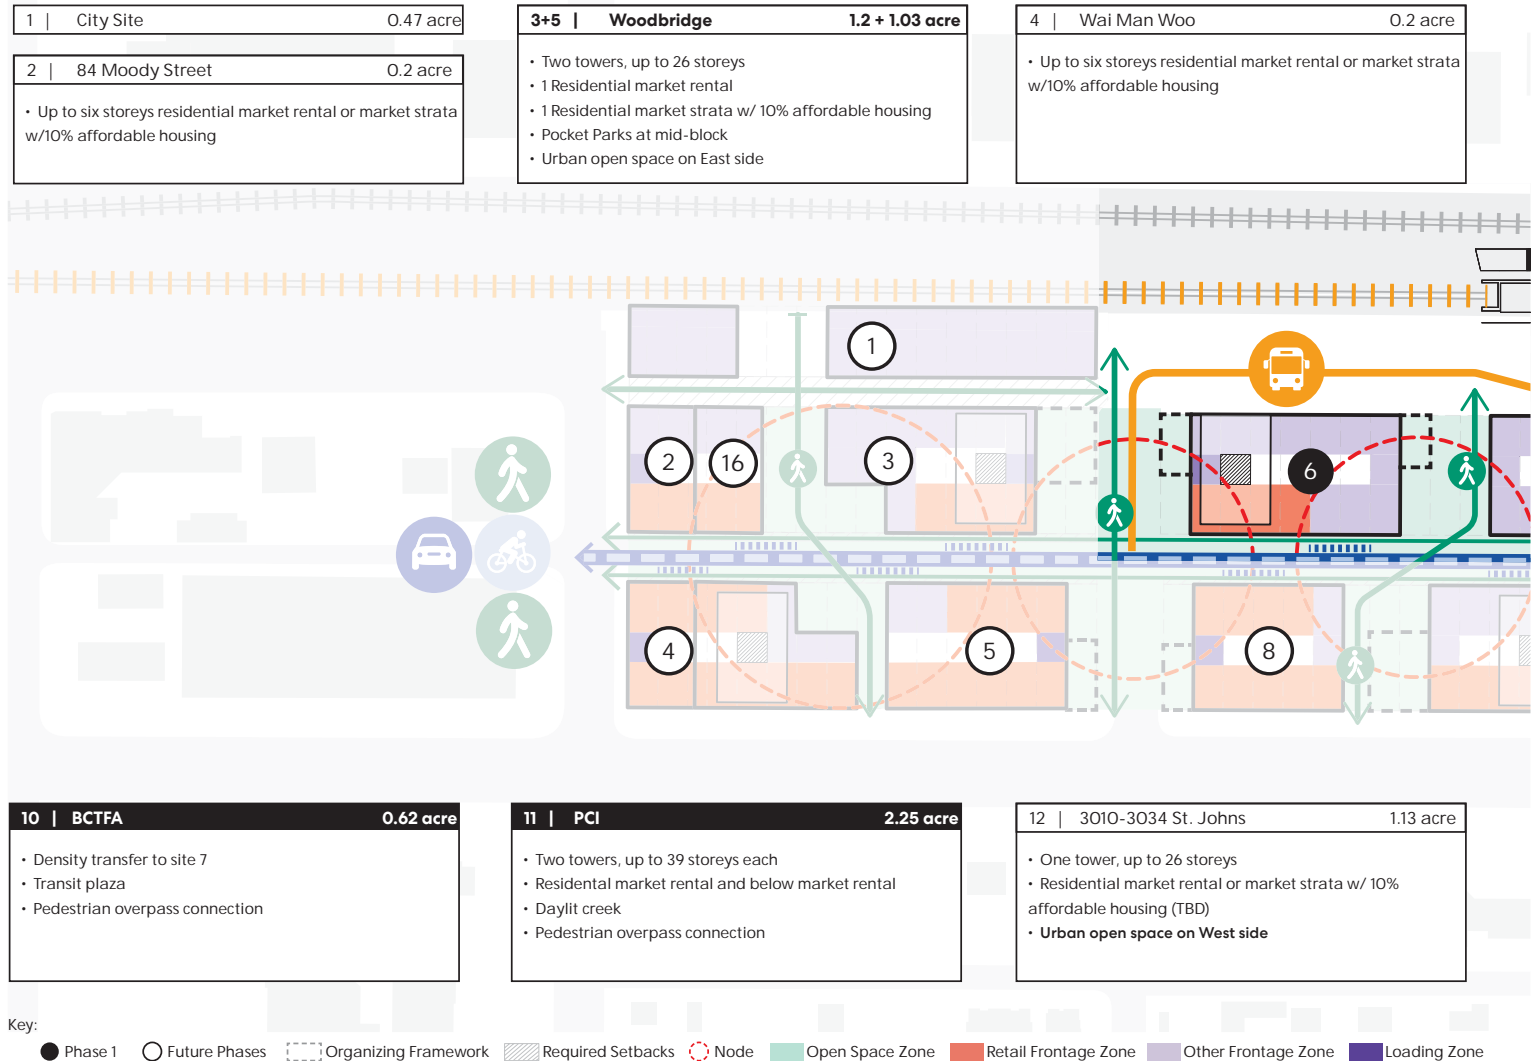 1 | City Site 0.47 acre
2 | 84 Moody Street 0.2 acre
• Up to six storeys residential market rental or market strata
w/10% affordable housing
3+5 | Woodbridge 1.2 + 1.03 acre
• Two towers, up to 26 storeys
• 1 Residential market rental
• 1 Residential market strata w/ 10% affordable housing
• Pocket Parks at mid-block
• Urban open space on East side
4 | Wai Man Woo 0.2 acre
• Up to six storeys residential market rental or market strata
w/10% affordable housing
1
2
16
3
6
4
5
8
10 | BCTFA 0.62 acre
• Density transfer to site 7
• Transit plaza
• Pedestrian overpass connection
11 | PCI 2.25 acre
• Two towers, up to 39 storeys each
• Residental market rental and below market rental
• Daylit creek
• Pedestrian overpass connection
12 | 3010-3034 St. Johns 1.13 acre
• One tower, up to 26 storeys
• Residential market rental or market strata w/ 10%
affordable housing (TBD)
• Urban open space on West side
Key:
Phase 1 Future Phases Organizing Framework Required Setbacks Node Open Space Zone Retail Frontage Zone Other Frontage Zone Loading Zone